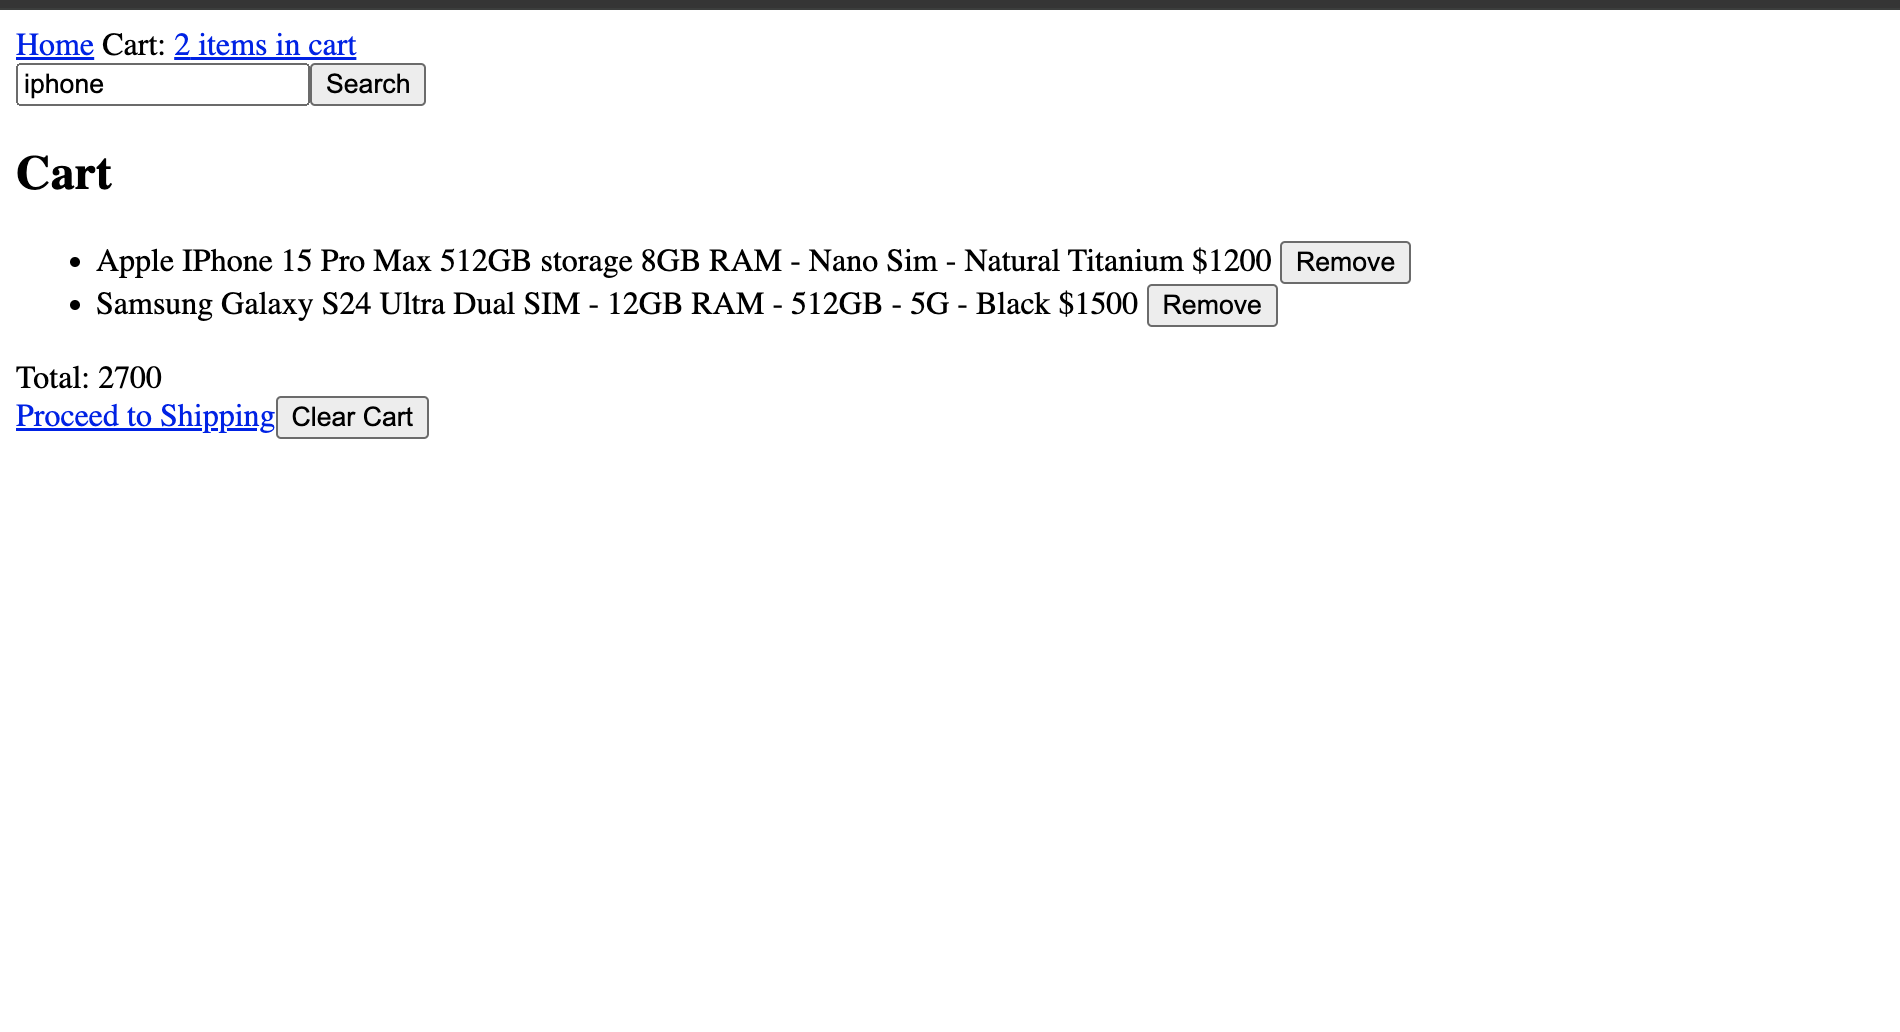 Home Cart: 2 items in cart
iphone Search
Cart
• Apple IPhone 15 Pro Max 512GB storage 8GB RAM - Nano Sim - Natural Titanium $1200 Remove
• Samsung Galaxy S24 Ultra Dual SIM - 12GB RAM - 512GB - 5G - Black $1500 Remove
Total: 2700
Proceed to Shipping Clear Cart